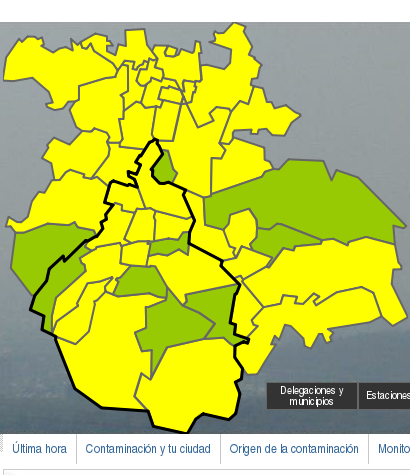 Delegaciones y
municipios
Estaciones
Última hora
Contaminación y tu ciudad
Origen de la contaminación
Monito